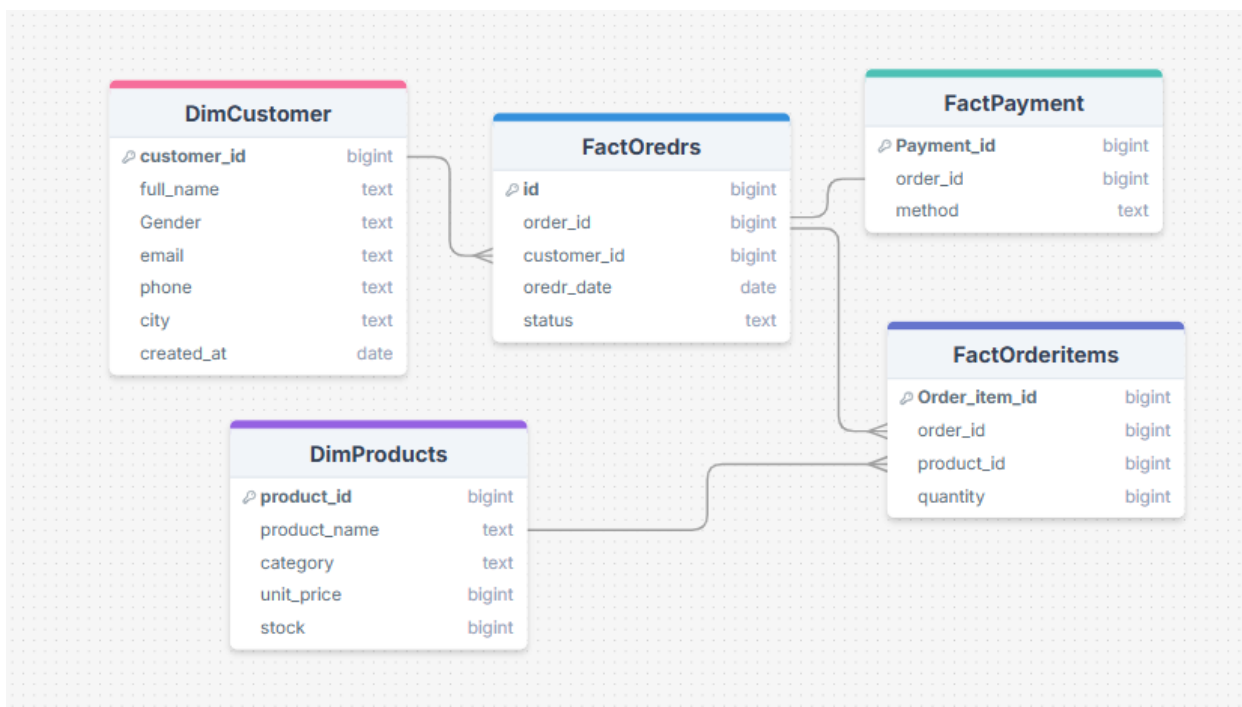 DimCustomer
customer_id bigint
full_name text
Gender text
email text
phone text
city text
created_at date
FactOredrs
id bigint
order_id bigint
customer_id bigint
oredr_date date
status text
FactPayment
Payment_id bigint
order_id bigint
method text
DimProducts
product_id bigint
product_name text
category text
unit_price bigint
stock bigint
FactOrderitems
Order_item_id bigint
order_id bigint
product_id bigint
quantity bigint